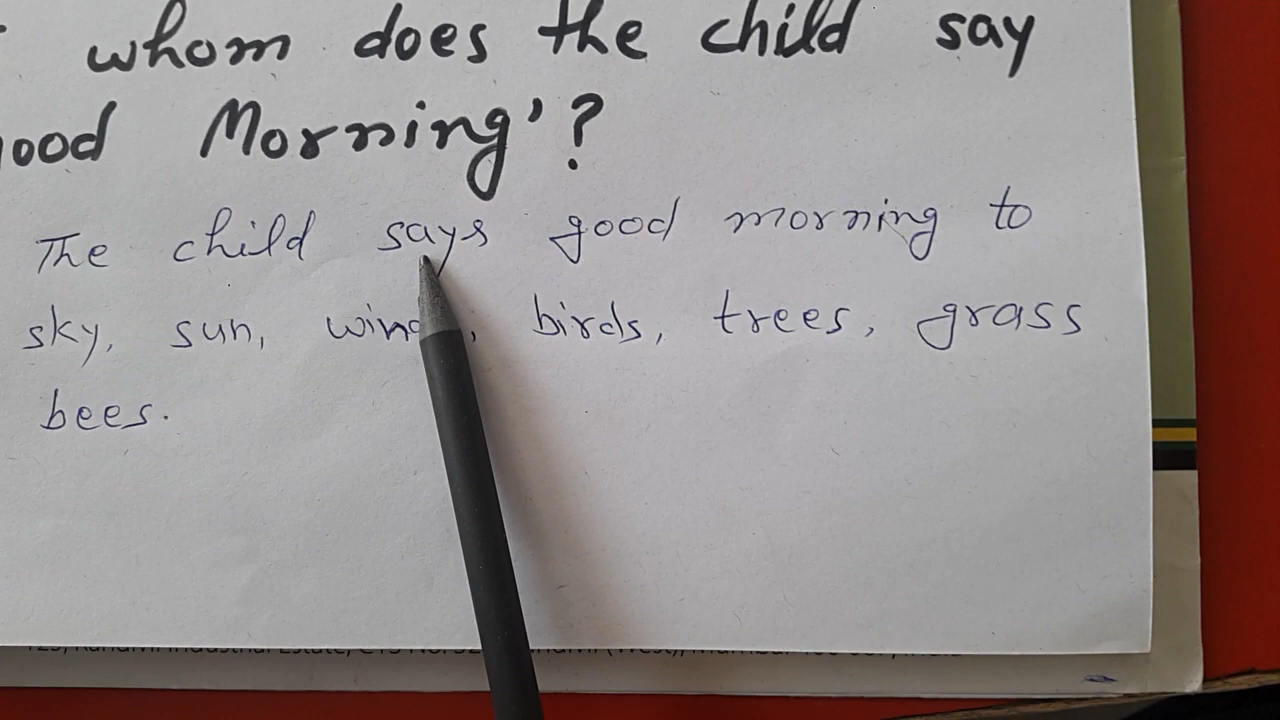 whom does the child say
ood Morning'?
The child says good morning to
sky, sun, wind, birds, trees, grass
bees.